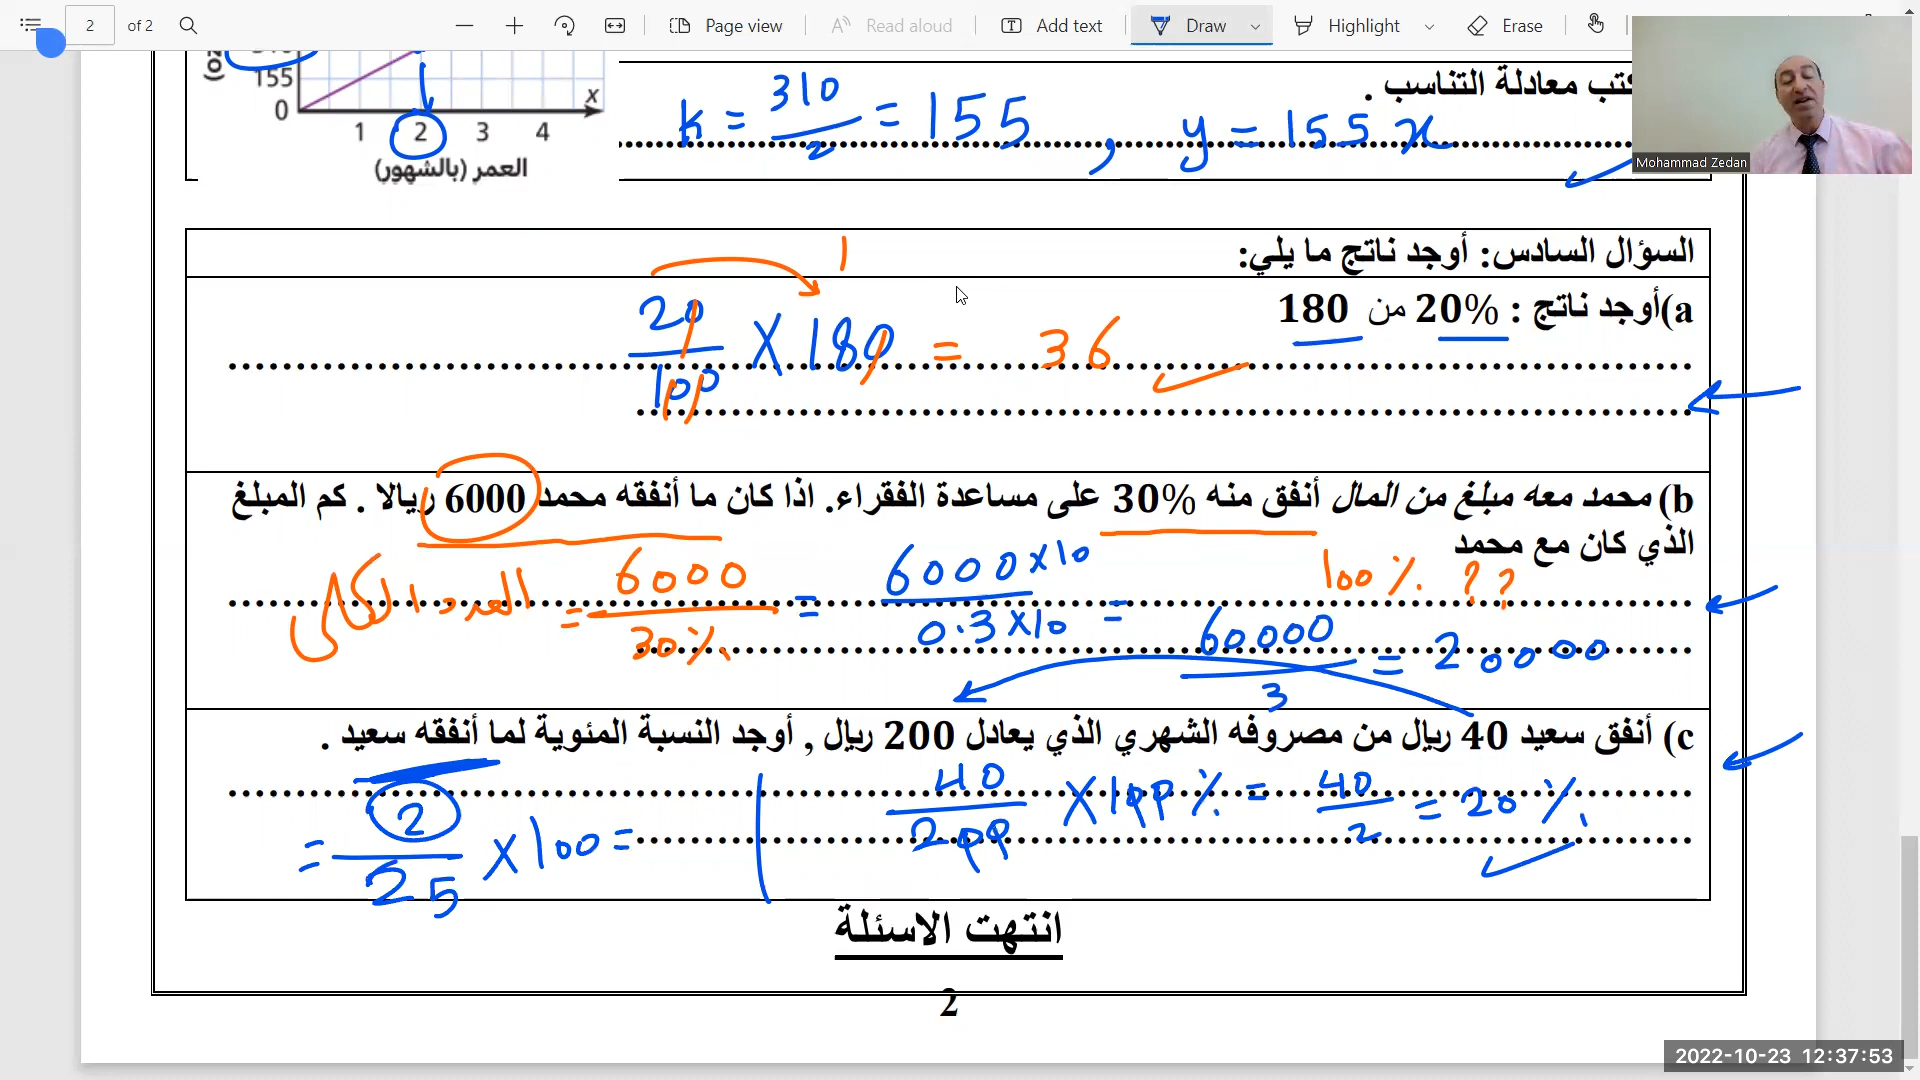 2 of 2 Page view Read aloud Add text Draw Highlight Erase
155
0
1 2 3 4
x
العمر (بالشهور)
كتب معادلة التناسب .
k = 310/2 = 155 , y = 155 x
Mohammad Zedan
السؤال السادس: أوجد ناتج ما يلي:
1
a)أوجد ناتج : 20% من 180
20/100 X 180 = 36
b) محمد معه مبلغ من المال أنفق منه 30% على مساعدة الفقراء. اذا كان ما أنفقه محمد 6000 ريالا . كم المبلغ
الذي كان مع محمد
100 % ??
العدد الكلي = 6000/30% = 6000x10/0.3x10 = 60000/3 = 20000
c) أنفق سعيد 40 ريال من مصروفه الشهري الذي يعادل 200 ريال , أوجد النسبة المئوية لما أنفقه سعيد .
40/200 X 100 % = 40/2 = 20 %
= 2/25 X 100 =
انتهت الاسئلة
2
2022-10-23 12:37:53